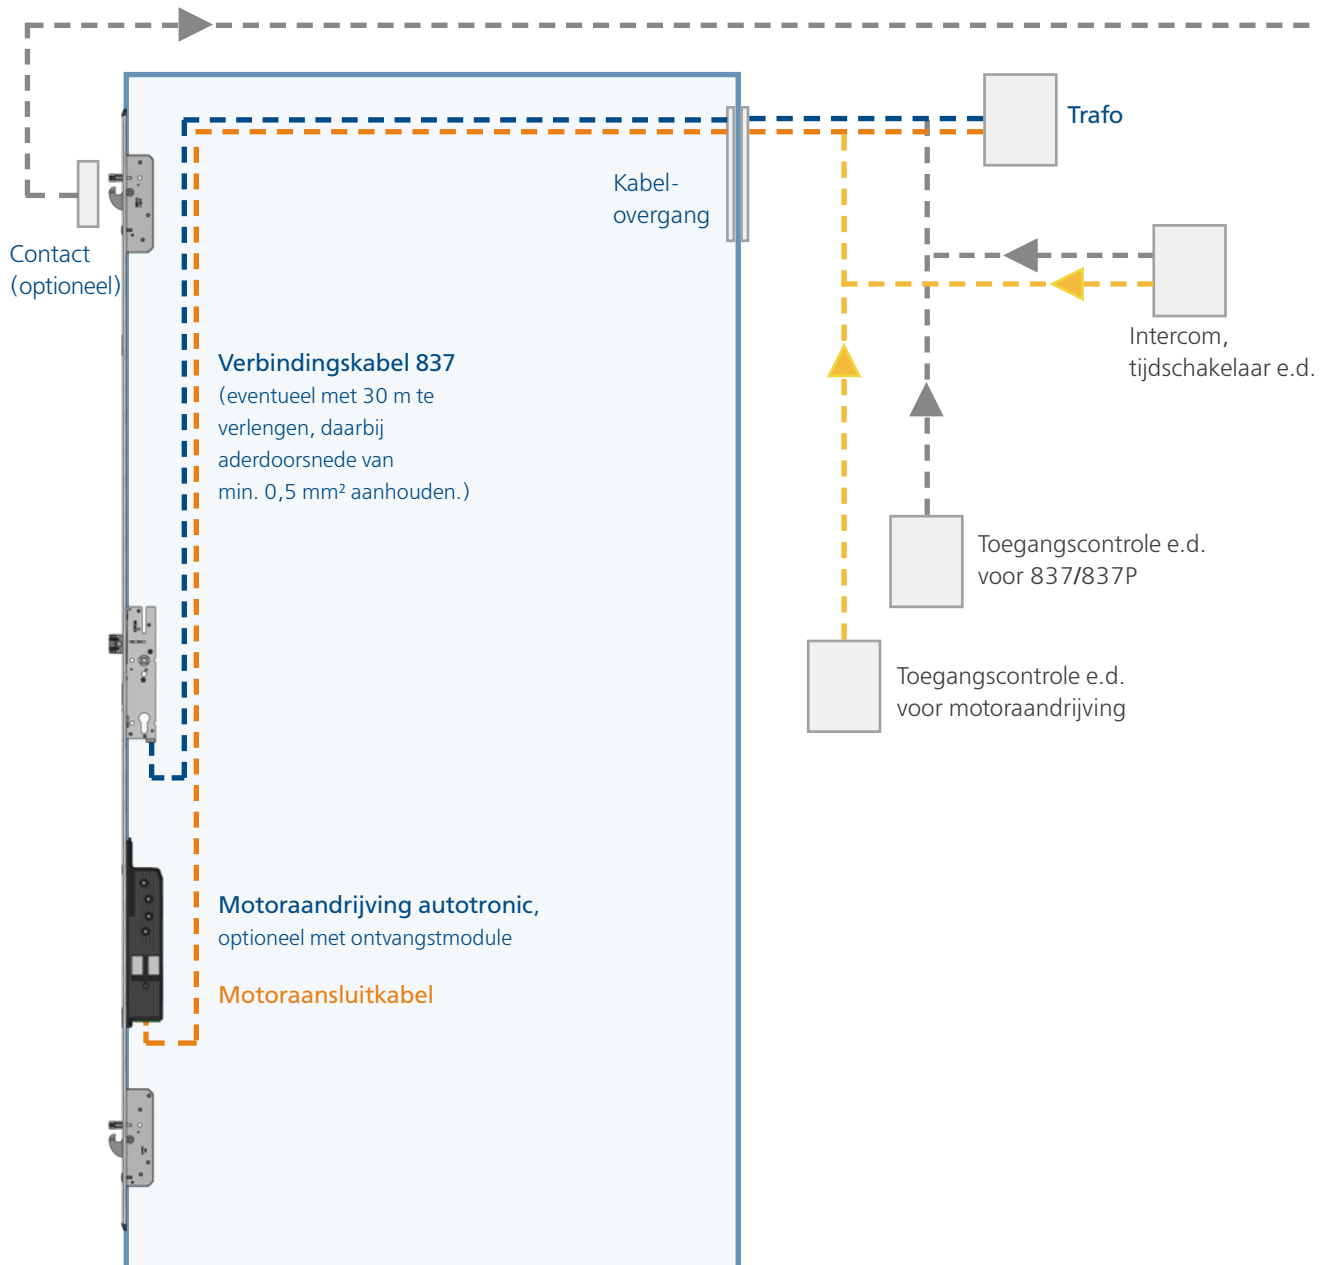 Trafo
Kabel-
overgang
Contact
(optioneel)
Intercom,
tijdschakelaar e.d.
Verbindingskabel 837
(eventueel met 30 m te
verlengen, daarbij
aderdoorsnede van
min. 0,5 mm² aanhouden.)
Toegangscontrole e.d.
voor 837/837P
Toegangscontrole e.d.
voor motoraandrijving
Motoraandrijving autotronic,
optioneel met ontvangstmodule
Motoraansluitkabel